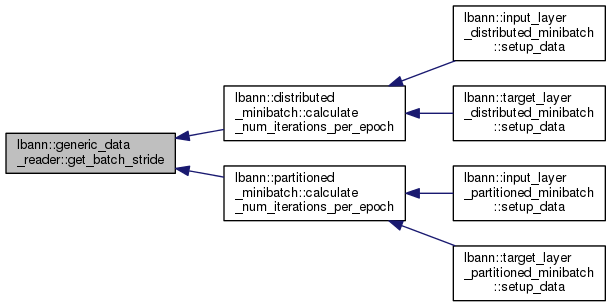 lbann::generic_data
_reader::get_batch_stride
lbann::distributed
_minibatch::calculate
_num_iterations_per_epoch
lbann::partitioned
_minibatch::calculate
_num_iterations_per_epoch
lbann::input_layer
_distributed_minibatch
::setup_data
lbann::target_layer
_distributed_minibatch
::setup_data
lbann::input_layer
_partitioned_minibatch
::setup_data
lbann::target_layer
_partitioned_minibatch
::setup_data